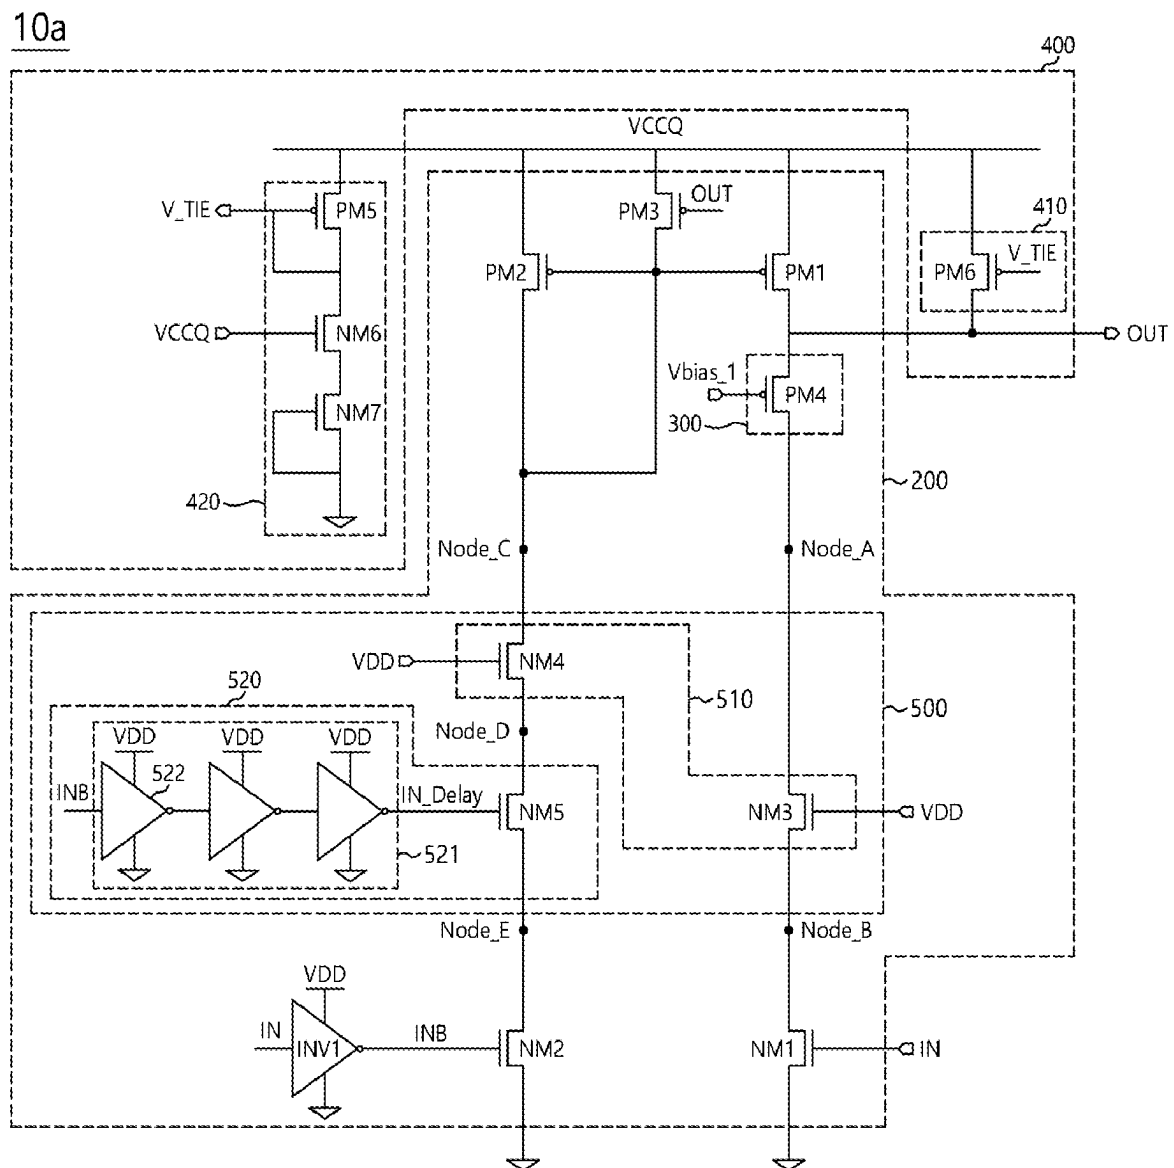 10a
400
VCCQ
V_TIE
PM5
PM3
OUT
410
PM2
PM1
PM6
V_TIE
VCCQ
NM6
OUT
Vbias_1
PM4
NM7
300
420
200
Node_C
Node_A
VDD
NM4
520
510
500
Node_D
VDD
VDD
VDD
INB
522
IN_Delay
NM5
NM3
VDD
521
Node_E
Node_B
VDD
IN
INV1
INB
NM2
NM1
IN